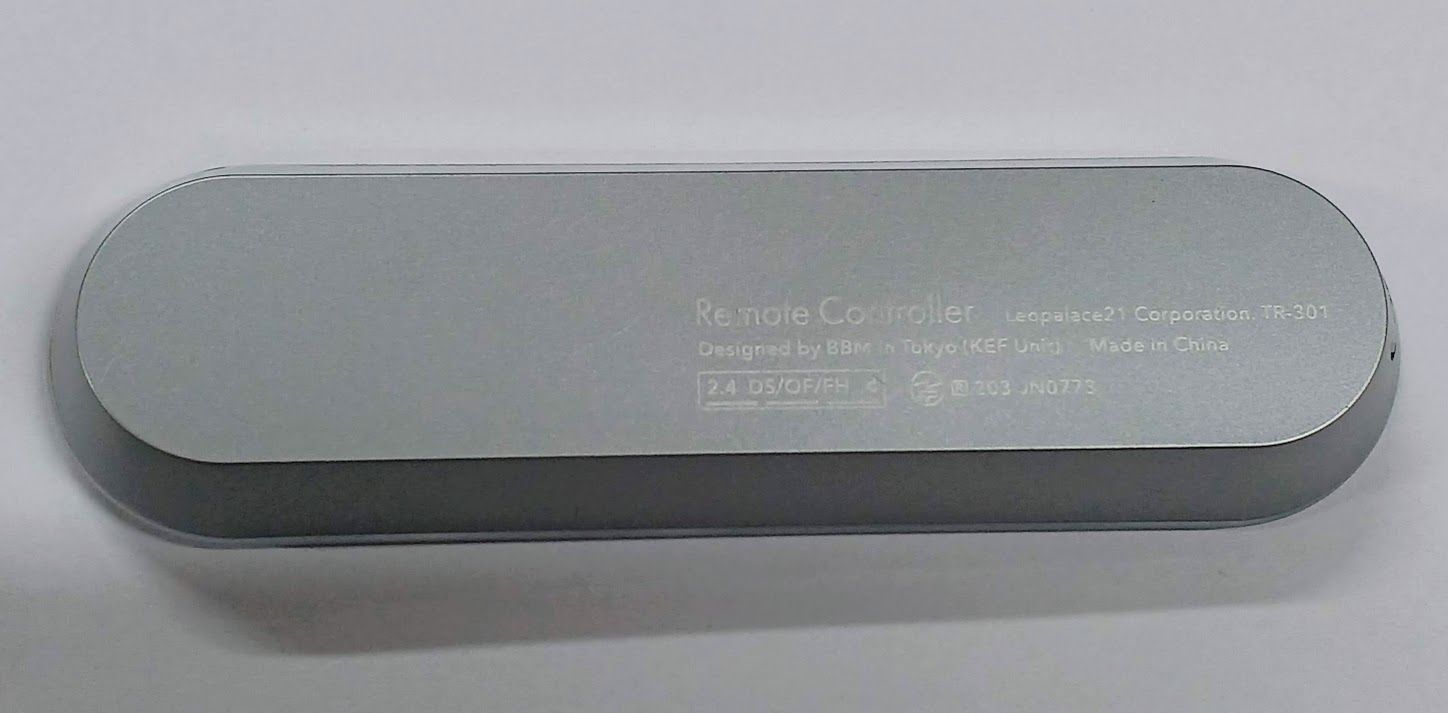 Remote Controller Leopalace21 Corporation. TR-301
Designed by BBM in Tokyo (KEF Unit) Made in China
2.4 DS/OF/FH 4 R 203-JN0773